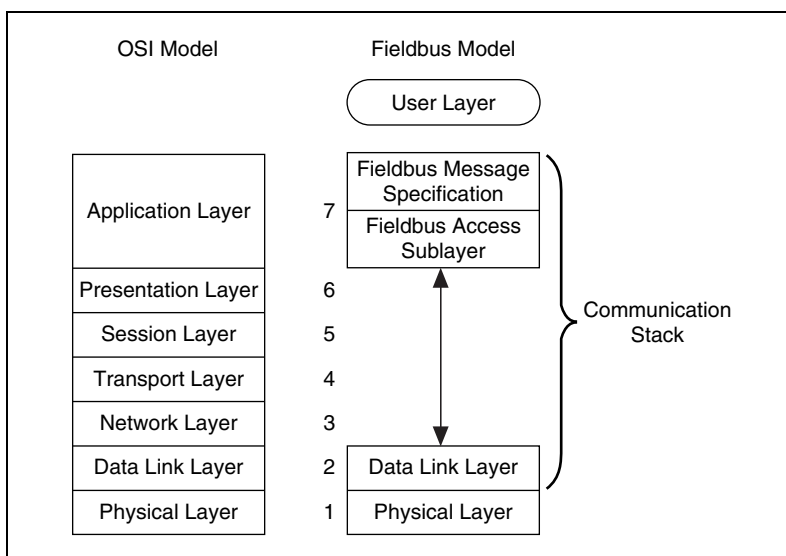 OSI Model
Fieldbus Model
User Layer
Application Layer
7
Fieldbus Message
Specification
Fieldbus Access
Sublayer
Presentation Layer
6
Session Layer
5
Transport Layer
4
Network Layer
3
Data Link Layer
2
Data Link Layer
Physical Layer
1
Physical Layer
Communication
Stack